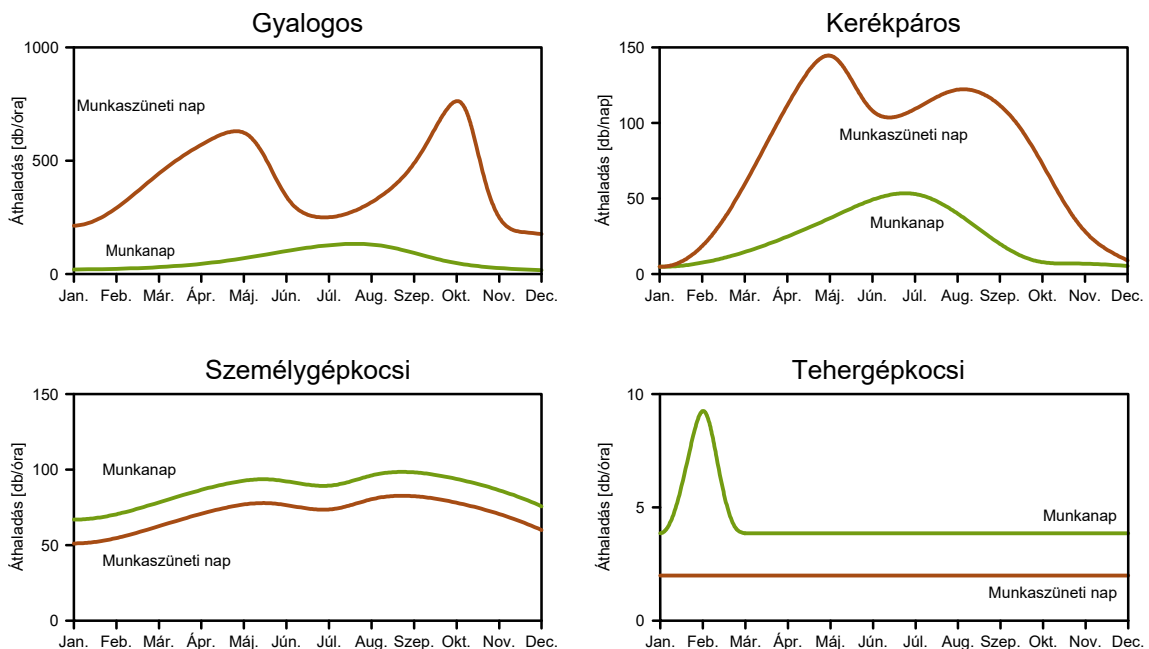 Gyalogos
1000
500
0
Áthaladás [db/óra]
Munkaszüneti nap
Munkanap
Jan. Feb. Már. Ápr. Máj. Jún. Júl. Aug. Szep. Okt. Nov. Dec.
Kerékpáros
150
100
50
0
Áthaladás [db/nap]
Munkaszüneti nap
Munkanap
Jan. Feb. Már. Ápr. Máj. Jún. Júl. Aug. Szep. Okt. Nov. Dec.
Személygépkocsi
150
100
50
0
Áthaladás [db/óra]
Munkanap
Munkaszüneti nap
Jan. Feb. Már. Ápr. Máj. Jún. Júl. Aug. Szep. Okt. Nov. Dec.
Tehergépkocsi
10
5
0
Áthaladás [db/óra]
Munkanap
Munkaszüneti nap
Jan. Feb. Már. Ápr. Máj. Jún. Júl. Aug. Szep. Okt. Nov. Dec.